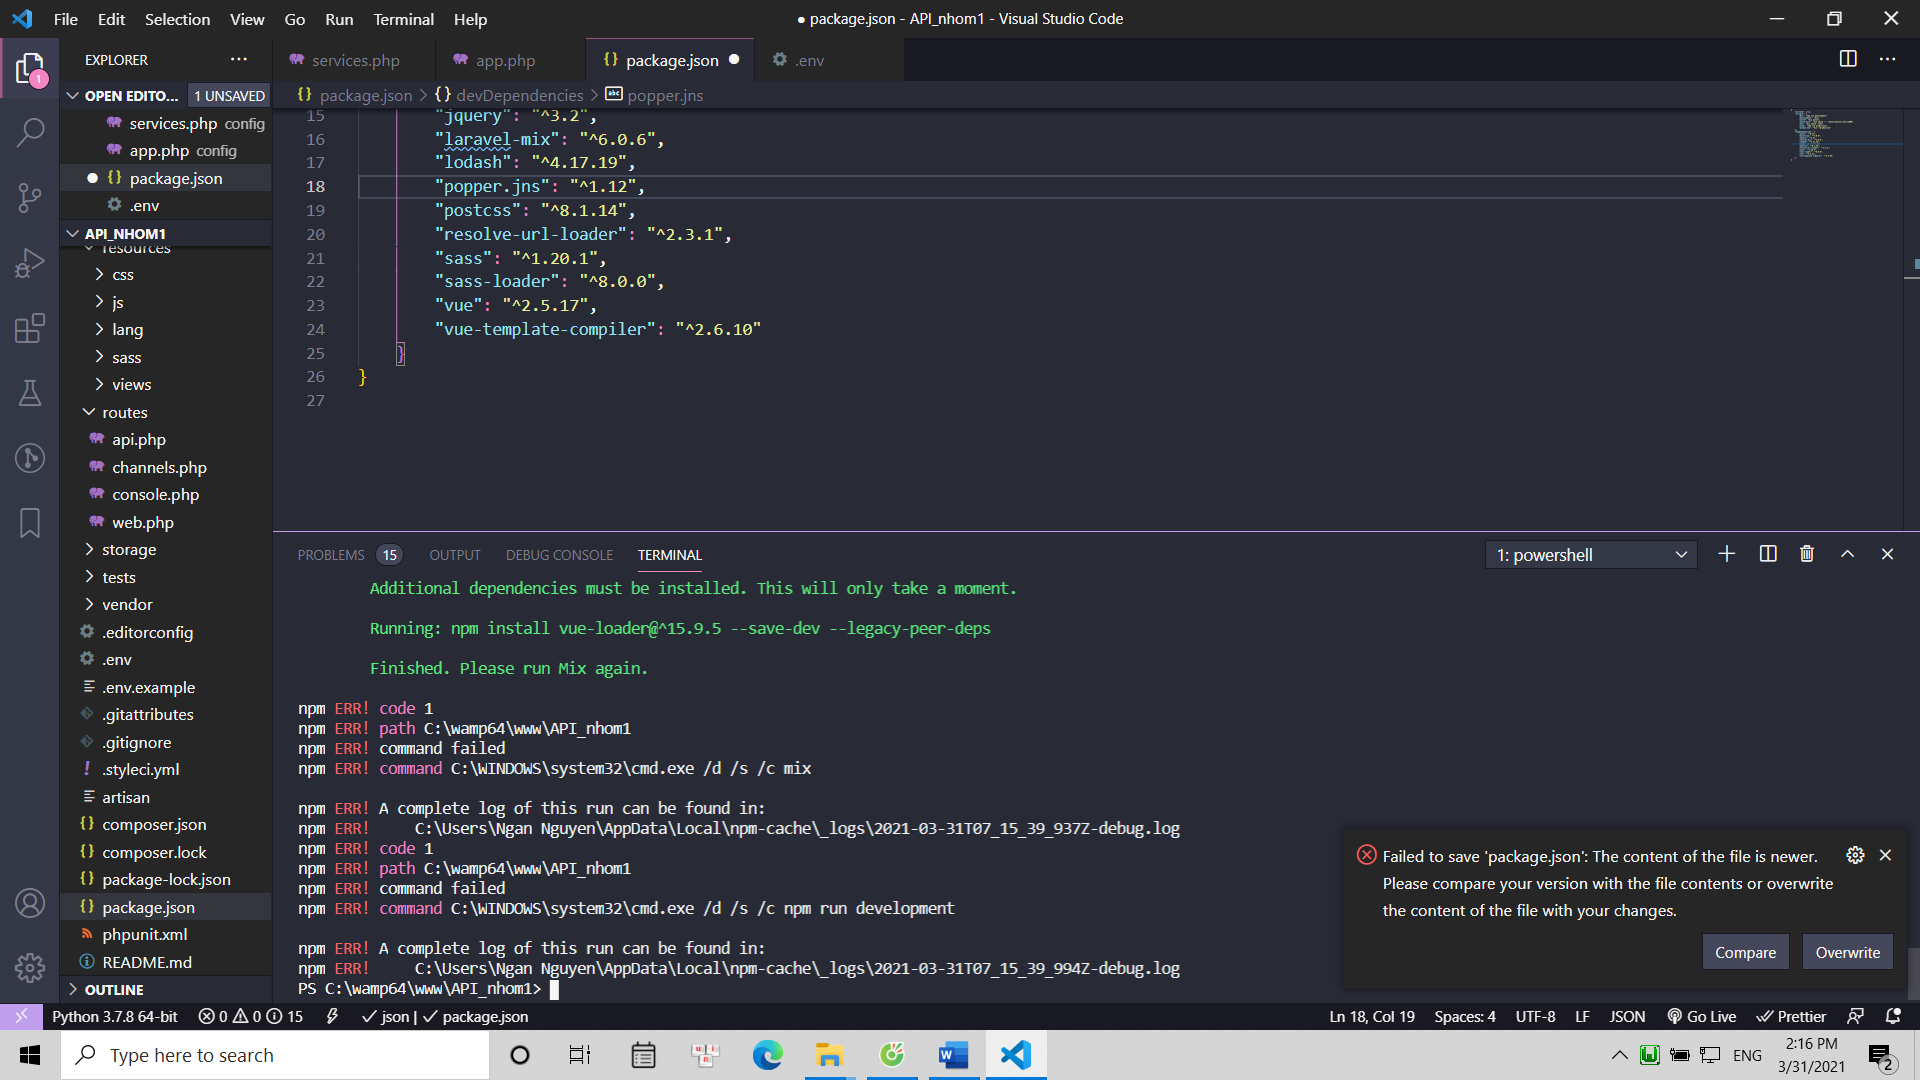 File Edit Selection View Go Run Terminal Help
● package.json - API_nhom1 - Visual Studio Code
EXPLORER
OPEN EDITO... 1 UNSAVED
services.php config
app.php config
package.json
.env
API_NHOM1
resources
css
js
lang
sass
views
routes
api.php
channels.php
console.php
web.php
storage
tests
vendor
.editorconfig
.env
.env.example
.gitattributes
.gitignore
.styleci.yml
artisan
composer.json
composer.lock
package-lock.json
package.json
phpunit.xml
README.md
OUTLINE
services.php app.php package.json .env
package.json > {} devDependencies > popper.jns
15 "jquery": "^3.2",
16 "laravel-mix": "^6.0.6",
17 "lodash": "^4.17.19",
18 "popper.jns": "^1.12",
19 "postcss": "^8.1.14",
20 "resolve-url-loader": "^2.3.1",
21 "sass": "^1.20.1",
22 "sass-loader": "^8.0.0",
23 "vue": "^2.5.17",
24 "vue-template-compiler": "^2.6.10"
25 }
26 }
27
PROBLEMS 15 OUTPUT DEBUG CONSOLE TERMINAL 1: powershell
Additional dependencies must be installed. This will only take a moment.
Running: npm install vue-loader@^15.9.5 --save-dev --legacy-peer-deps
Finished. Please run Mix again.
npm ERR! code 1
npm ERR! path C:\wamp64\www\API_nhom1
npm ERR! command failed
npm ERR! command C:\WINDOWS\system32\cmd.exe /d /s /c mix
npm ERR! A complete log of this run can be found in:
npm ERR! C:\Users\Ngan Nguyen\AppData\Local\npm-cache\_logs\2021-03-31T07_15_39_937Z-debug.log
npm ERR! code 1
npm ERR! path C:\wamp64\www\API_nhom1
npm ERR! command failed
npm ERR! command C:\WINDOWS\system32\cmd.exe /d /s /c npm run development
npm ERR! A complete log of this run can be found in:
npm ERR! C:\Users\Ngan Nguyen\AppData\Local\npm-cache\_logs\2021-03-31T07_15_39_994Z-debug.log
PS C:\wamp64\www\API_nhom1>
Failed to save 'package.json': The content of the file is newer.
Please compare your version with the file contents or overwrite
the content of the file with your changes.
Compare Overwrite
Python 3.7.8 64-bit 0 0 15 json | package.json Ln 18, Col 19 Spaces: 4 UTF-8 LF JSON Go Live Prettier
Type here to search
ENG
2:16 PM
3/31/2021
2